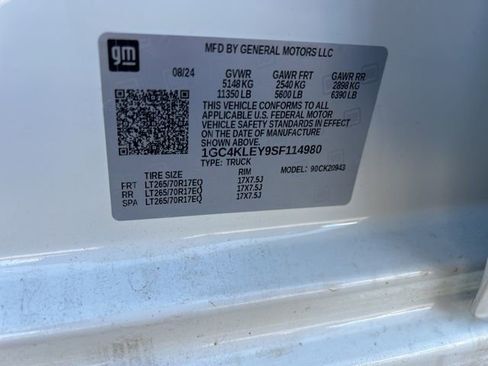 gm
MFD BY GENERAL MOTORS LLC
08/24 GVWR GAWR FRT GAWR RR
5148 KG 2540 KG 2898 KG
11350 LB 5600 LB 6390 LB
THIS VEHICLE CONFORMS TO ALL
APPLICABLE U.S. FEDERAL MOTOR
VEHICLE SAFETY STANDARDS IN
EFFECT ON THE DATE OF
MANUFACTURE SHOWN ABOVE.
1GC4KLEY9SF114980
TYPE: TRUCK
TIRE SIZE RIM MODEL: 90CK20943
FRT LT265/70R17EQ 17X7.5J
RR LT265/70R17EQ 17X7.5J
SPA LT265/70R17EQ 17X7.5J